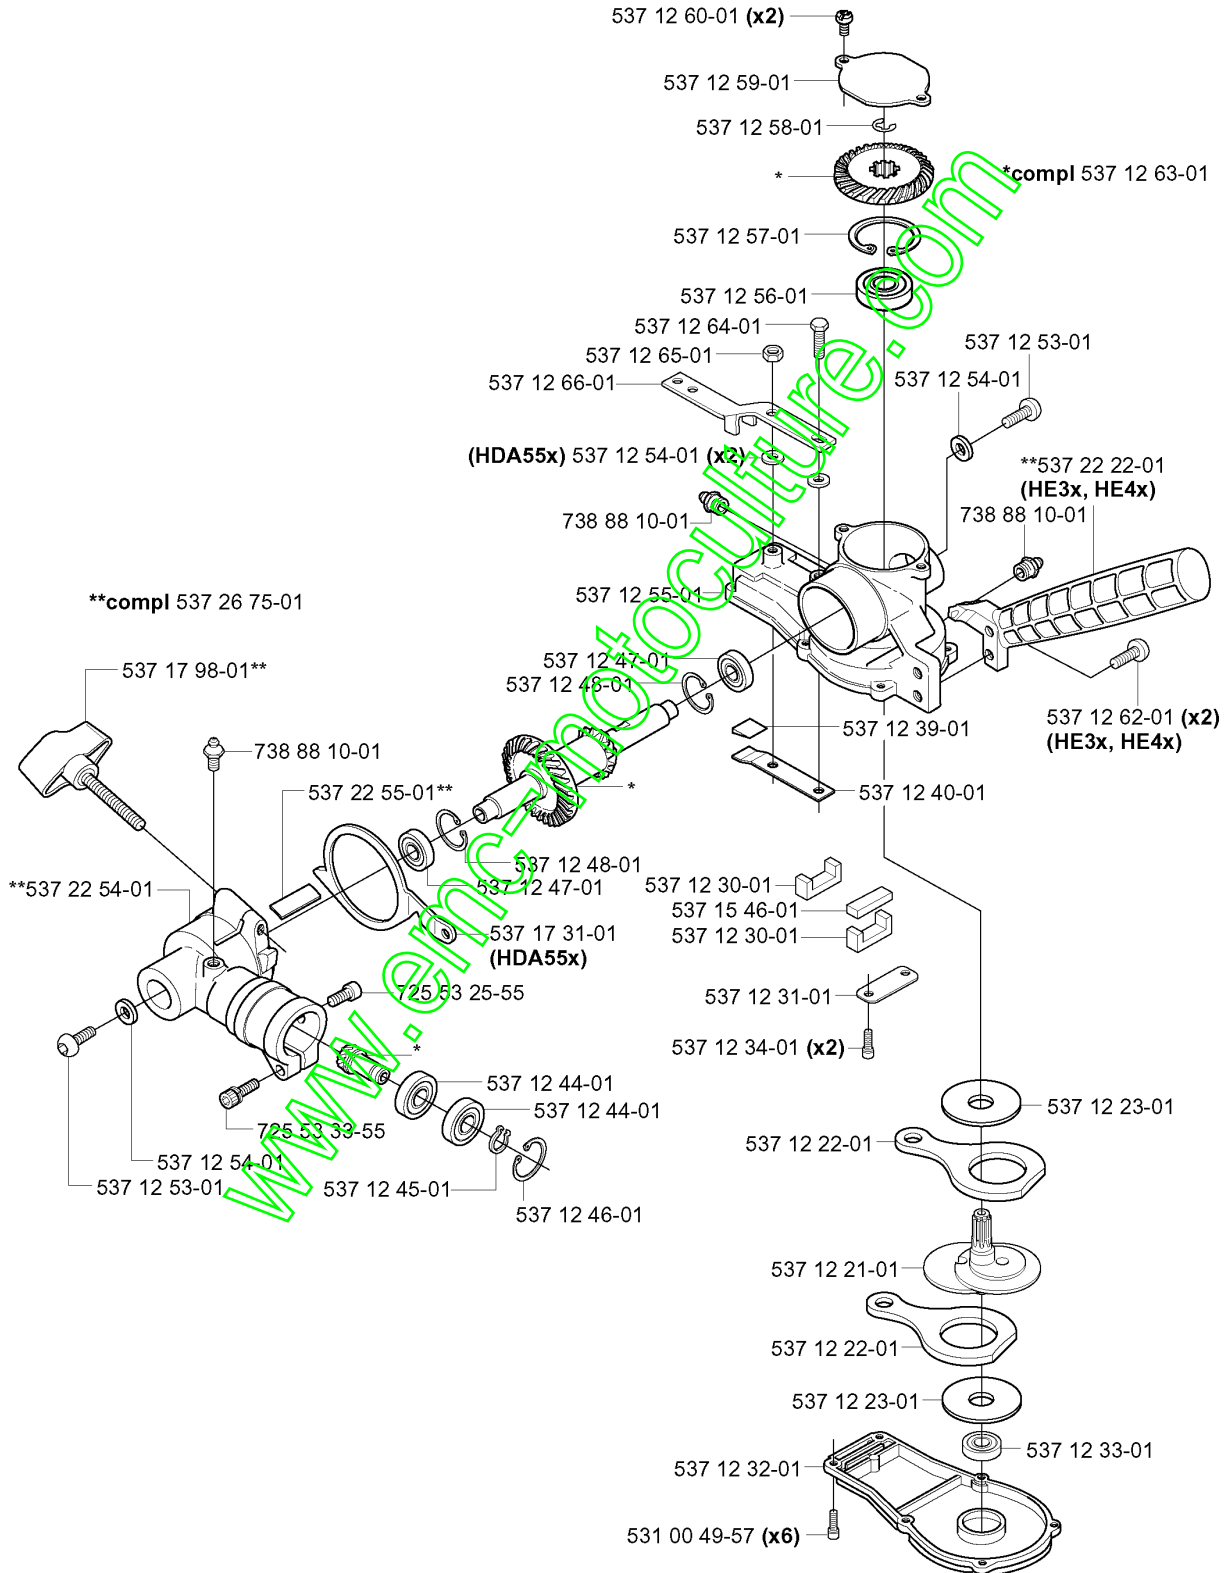 537 12 60-01 (x2)
537 12 59-01
537 12 58-01
*
*compl 537 12 63-01
537 12 57-01
537 12 56-01
537 12 64-01
537 12 65-01
537 12 53-01
537 12 66-01
537 12 54-01
(HDA55x) 537 12 54-01 (x2)
**537 22 22-01
(HE3x, HE4x)
738 88 10-01
738 88 10-01
537 12 55-01
**compl 537 26 75-01
537 12 47-01
537 17 98-01**
537 12 48-01
537 12 62-01 (x2)
(HE3x, HE4x)
537 12 39-01
738 88 10-01
*
537 22 55-01**
537 12 40-01
537 12 48-01
537 12 47-01
**537 22 54-01
537 12 30-01
537 15 46-01
537 12 30-01
537 17 31-01
(HDA55x)
725 53 25-55
537 12 31-01
537 12 34-01 (x2)
*
537 12 44-01
537 12 44-01
537 12 23-01
725 53 33-55
537 12 22-01
537 12 54-01
537 12 53-01
537 12 45-01
537 12 46-01
537 12 21-01
537 12 22-01
537 12 23-01
537 12 33-01
537 12 32-01
531 00 49-57 (x6)
www.emc-motoculture.com